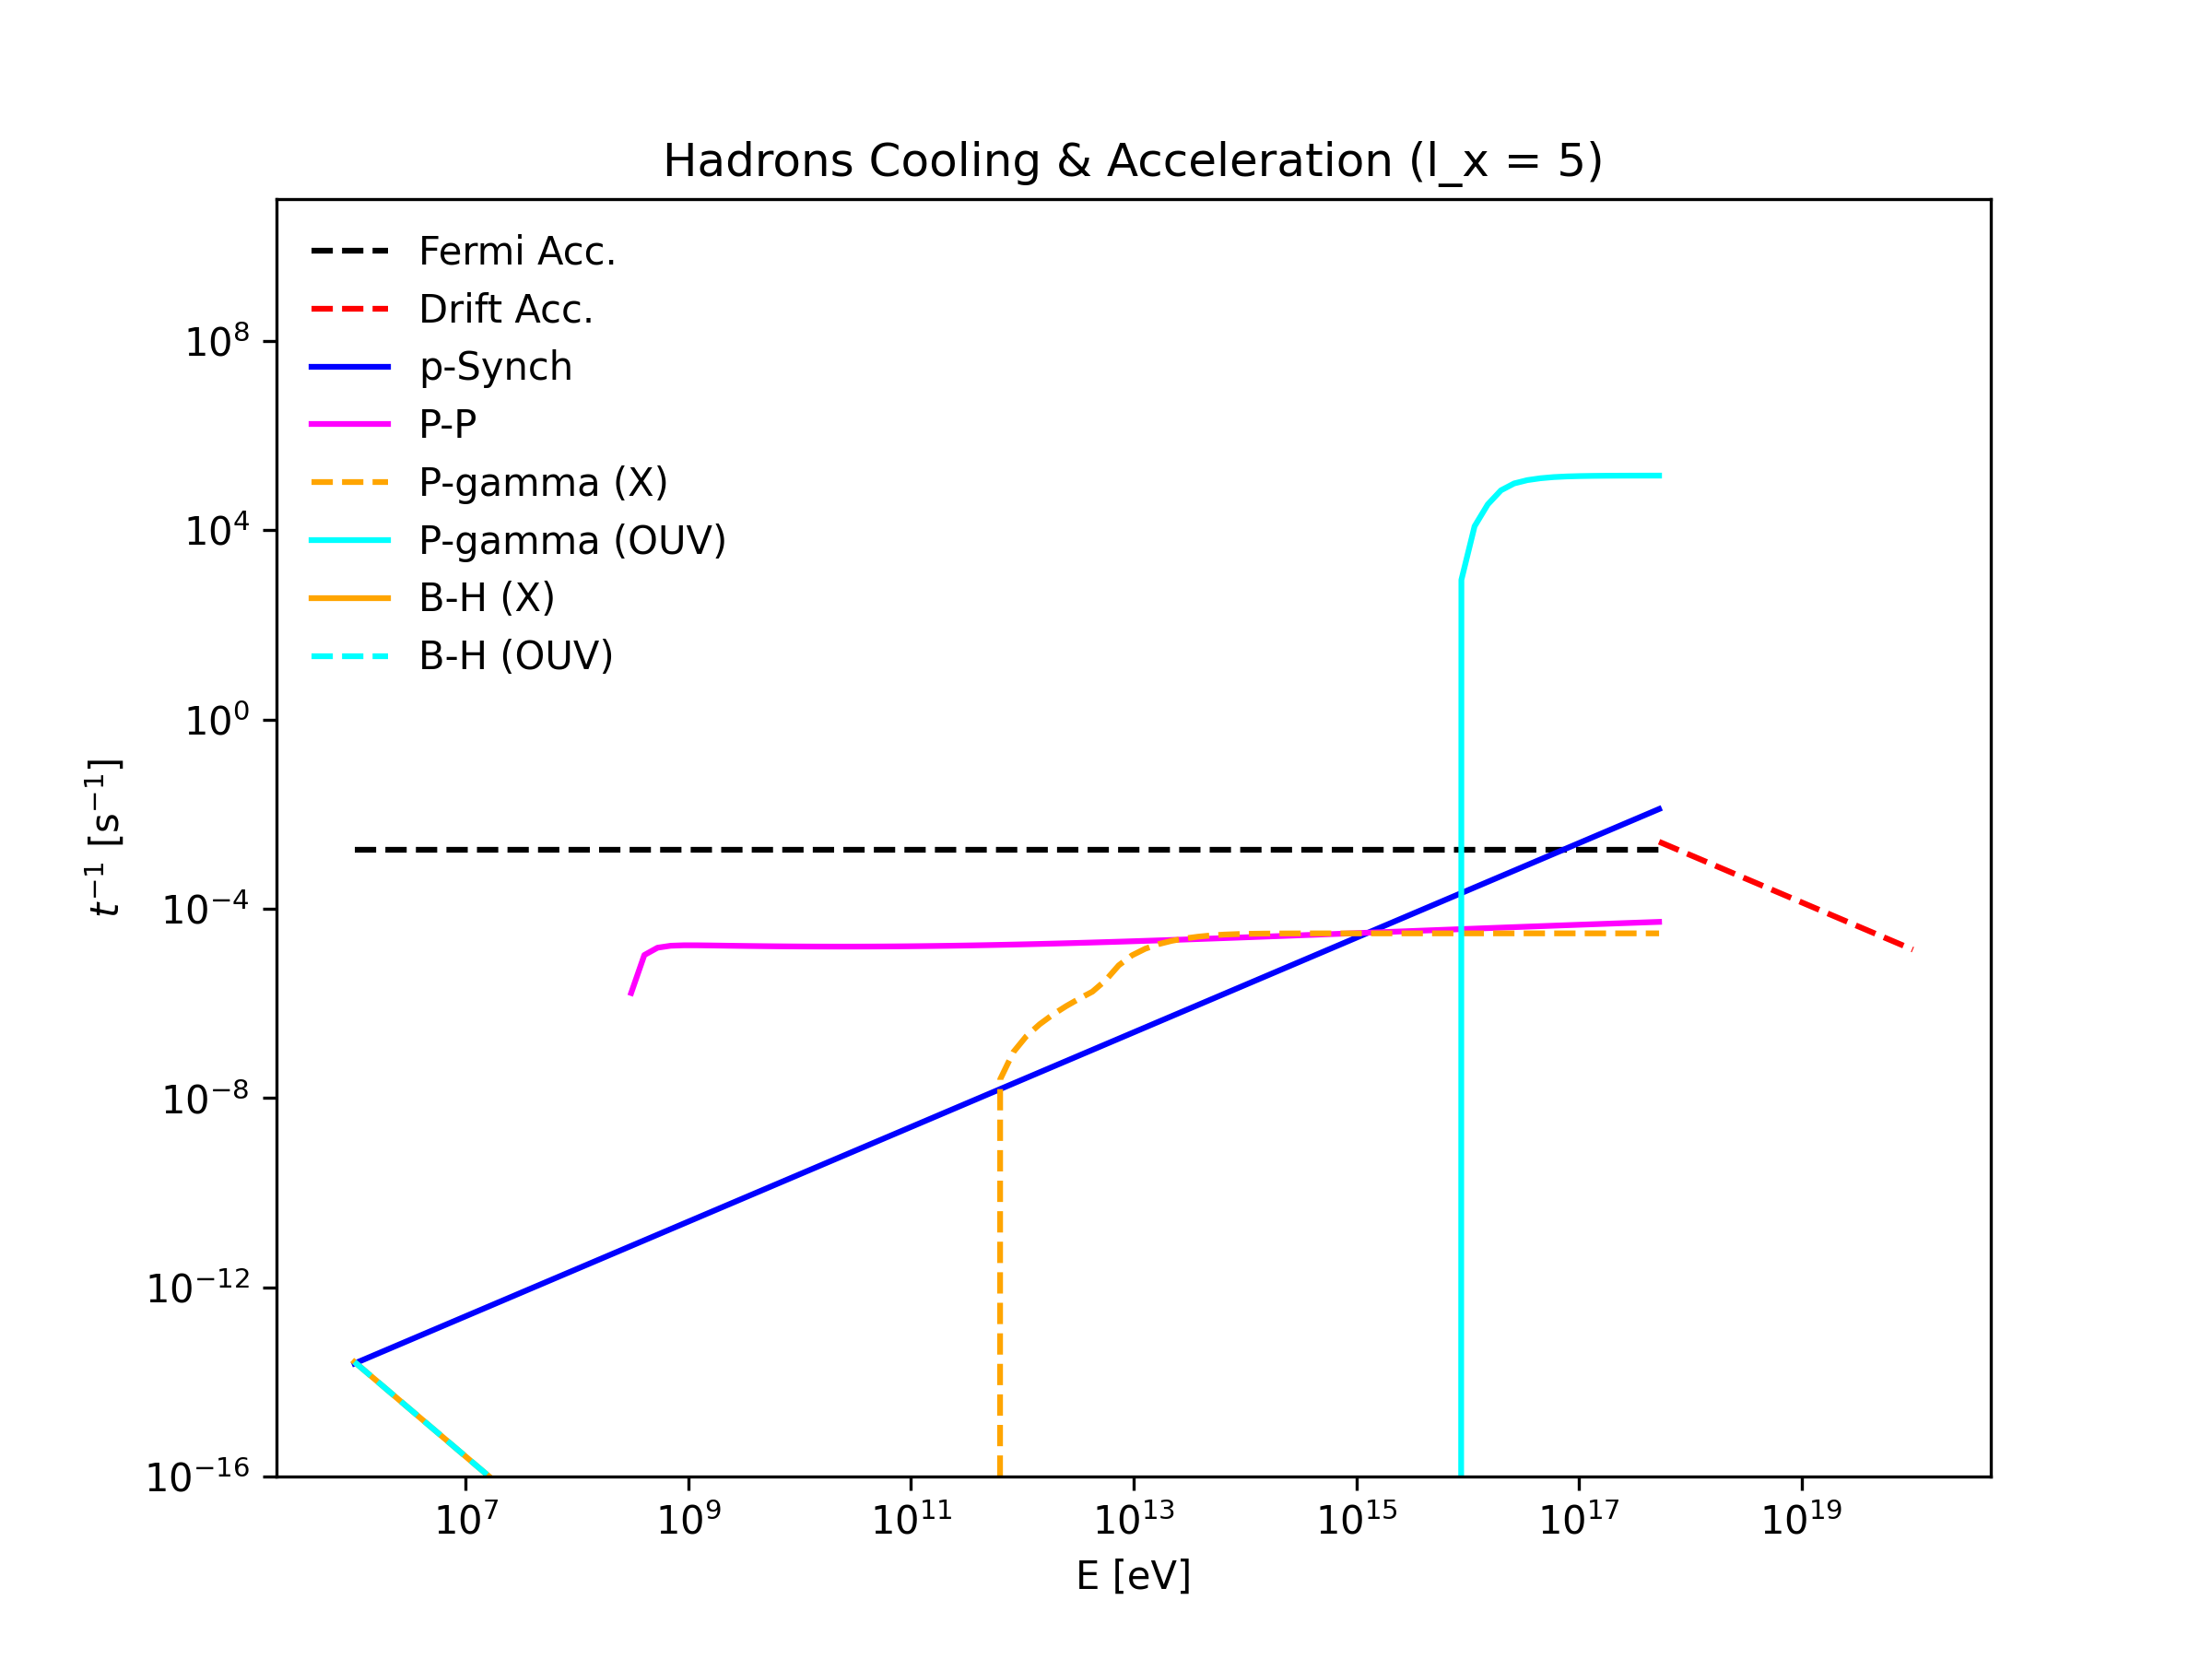 Hadrons Cooling & Acceleration (l_x = 5)
Fermi Acc.
Drift Acc.
p-Synch
P-P
P-gamma (X)
P-gamma (OUV)
B-H (X)
B-H (OUV)
10⁸
10⁴
10⁰
10⁻⁴
10⁻⁸
10⁻¹²
10⁻¹⁶
t⁻¹ [s⁻¹]
10⁷ 10⁹ 10¹¹ 10¹³ 10¹⁵ 10¹⁷ 10¹⁹
E [eV]